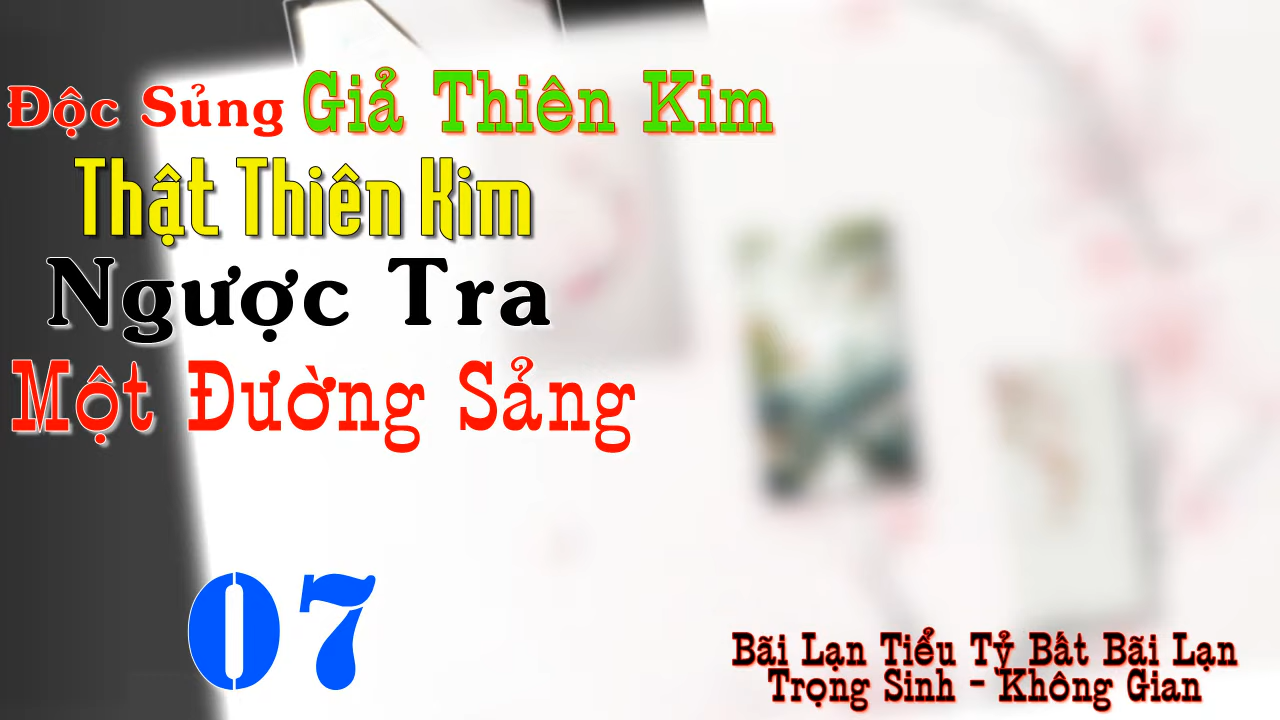 Độc Sủng Giả Thiên Kim
Thật Thiên Kim
Ngược Tra
Một Đường Sảng
07
Bãi Lạn Tiểu Tỷ Bất Bãi Lạn
Trọng Sinh - Không Gian